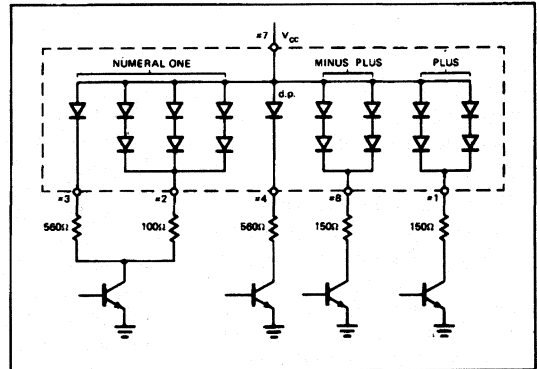 #7 VCC
NUMERAL ONE MINUS PLUS PLUS
d.p.
#3 #2 #4 #8 #1
560Ω 100Ω 560Ω 150Ω 150Ω